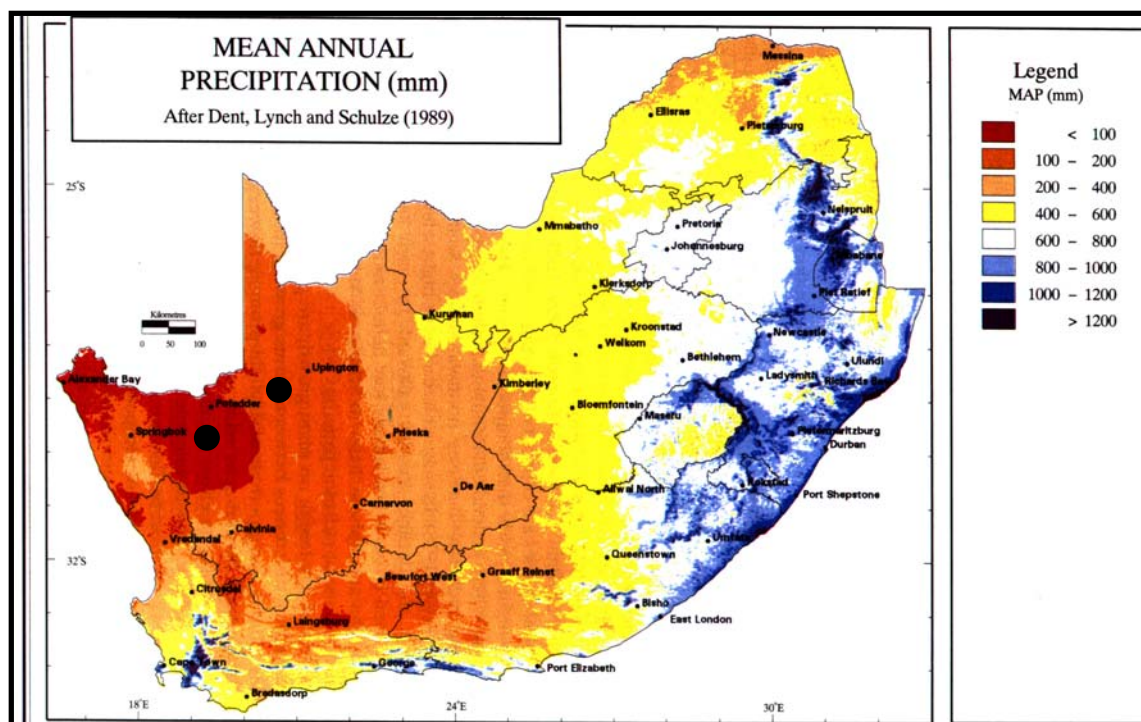 MEAN ANNUAL
PRECIPITATION (mm)
After Dent, Lynch and Schulze (1989)
Legend
MAP (mm)
< 100
100 – 200
200 – 400
400 – 600
600 – 800
800 – 1000
1000 – 1200
> 1200
Messina
Ellisras
Pietersburg
25°S
Nelspruit
Pretoria
Mmabatho
Johannesburg
Klerksdorp
Piet Retief
Kilometres
0 50 100
Kuruman
Kroonstad
Newcastle
Welkom
Bethlehem
Ulundi
Upington
Ladysmith
Alexander Bay
Kimberley
Richards Bay
Pofadder
Bloemfontein
Maseru
Springbok
Prieska
Pietermaritzburg
Durban
De Aar
Aliwal North
Kokstad
Port Shepstone
Carnarvon
Calvinia
Vredendal
Umtata
32°S
Queenstown
Graaff Reinet
Beaufort West
Citrusdal
Bisho
East London
Laingsburg
Cape Town
George
Port Elizabeth
Bredasdorp
18°E
24°E
30°E